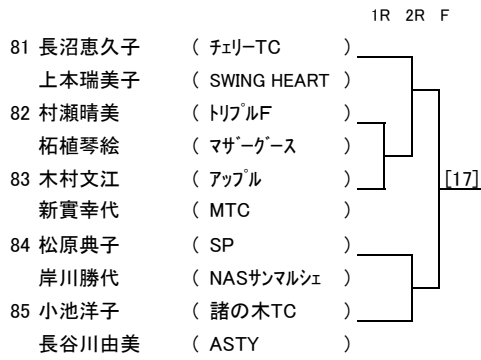 1R 2R F
81 長沼恵久子 ( ﾁｪﾘｰTC )
上本瑞美子 ( SWING HEART )
82 村瀬晴美 ( ﾄﾘﾌﾟﾙF )
柘植琴絵 ( ﾏｻﾞｰｸﾞｰｽ )
83 木村文江 ( ｱｯﾌﾟﾙ )
[17]
新實幸代 ( MTC )
84 松原典子 ( SP )
岸川勝代 ( NASｻﾝﾏﾙｼｪ )
85 小池洋子 ( 諸の木TC )
長谷川由美 ( ASTY )